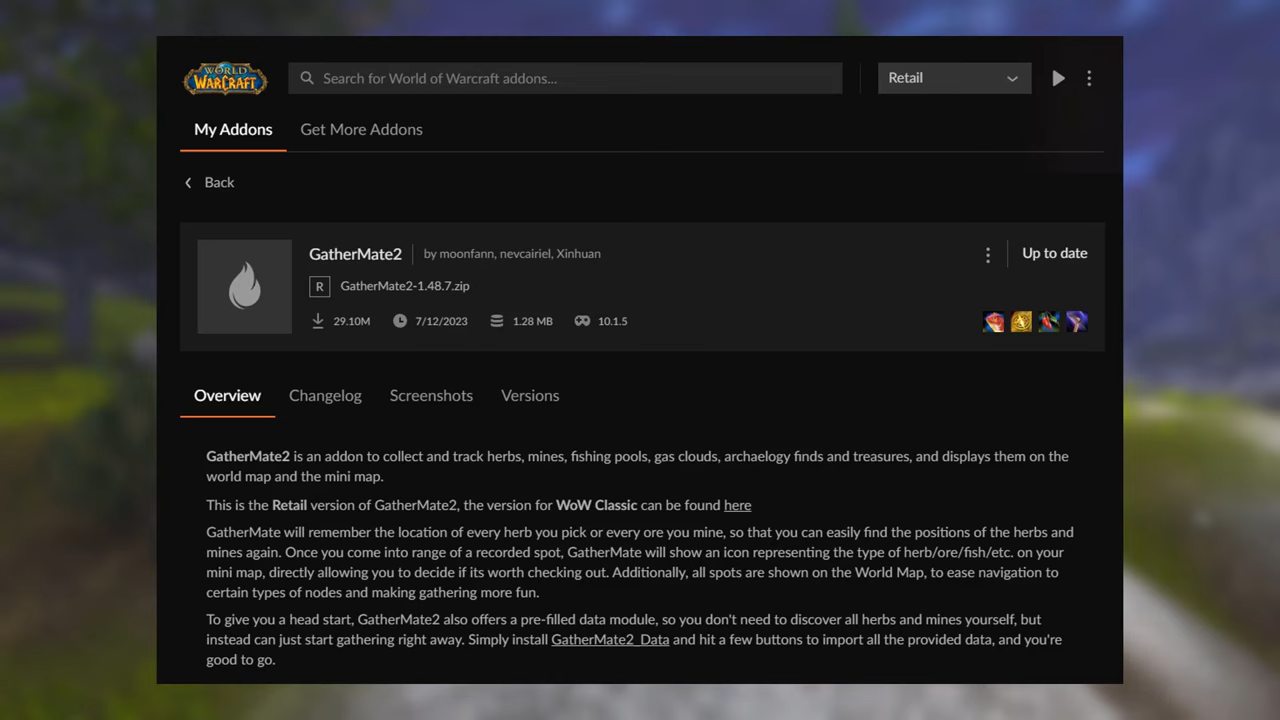 WORLD
WARCRAFT
Search for World of Warcraft addons...
Retail
My Addons
Get More Addons
Back
GatherMate2
by moonfann, nevcairiel, Xinhuan
R
GatherMate2-1.48.7.zip
29.10M
7/12/2023
1.28 MB
10.1.5
Up to date
Overview
Changelog
Screenshots
Versions
GatherMate2 is an addon to collect and track herbs, mines, fishing pools, gas clouds, archaelogy finds and treasures, and displays them on the
world map and the mini map.
This is the Retail version of GatherMate2, the version for WoW Classic can be found here
GatherMate will remember the location of every herb you pick or every ore you mine, so that you can easily find the positions of the herbs and
mines again. Once you come into range of a recorded spot, GatherMate will show an icon representing the type of herb/ore/fish/etc. on your
mini map, directly allowing you to decide if its worth checking out. Additionally, all spots are shown on the World Map, to ease navigation to
certain types of nodes and making gathering more fun.
To give you a head start, GatherMate2 also offers a pre-filled data module, so you don't need to discover all herbs and mines yourself, but
instead can just start gathering right away. Simply install GatherMate2_Data and hit a few buttons to import all the provided data, and you're
good to go.